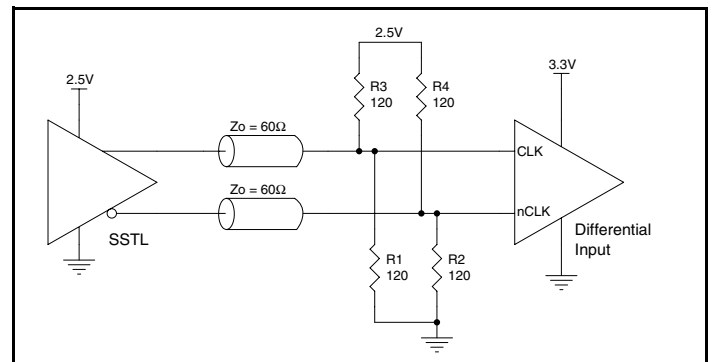 2.5V
2.5V
3.3V
R3
120
R4
120
Zo = 60Ω
CLK
Zo = 60Ω
nCLK
SSTL
Differential
Input
R1
120
R2
120